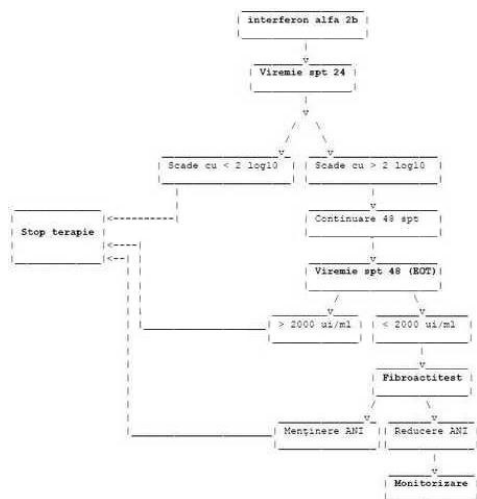 interferon alfa 2b
Viremie spt 24
Scade cu < 2 log10
Scade cu > 2 log10
Stop terapie
Continuare 48 spt
Viremie spt 48 (EOT)
> 2000 ui/ml
< 2000 ui/ml
Fibroactitest
Menținere ANI
Reducere ANI
Monitorizare